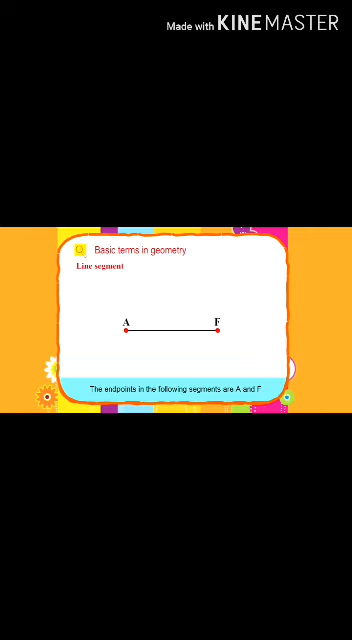 Made with KINEMASTER
Basic terms in geometry
Line segment
A F
The endpoints in the following segments are A and F